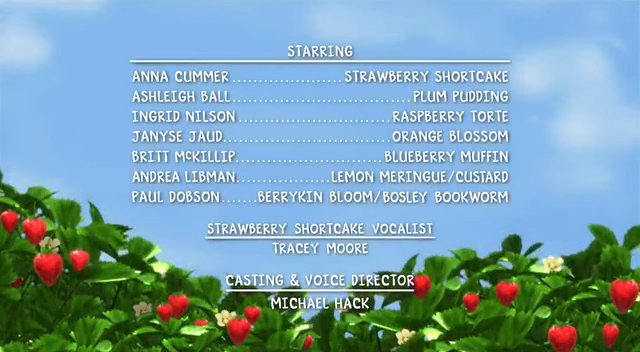 STARRING
ANNA CUMMER.....................STRAWBERRY SHORTCAKE
ASHLEIGH BALL..................................PLUM PUDDING
INGRID NILSON..............................RASPBERRY TORTE
JANYSE JAUD................................ORANGE BLOSSOM
BRITT McKILLIP............................BLUEBERRY MUFFIN
ANDREA LIBMAN..................LEMON MERINGUE/CUSTARD
PAUL DOBSON.......BERRYKIN BLOOM/BOSLEY BOOKWORM
STRAWBERRY SHORTCAKE VOCALIST
TRACEY MOORE
CASTING & VOICE DIRECTOR
MICHAEL HACK